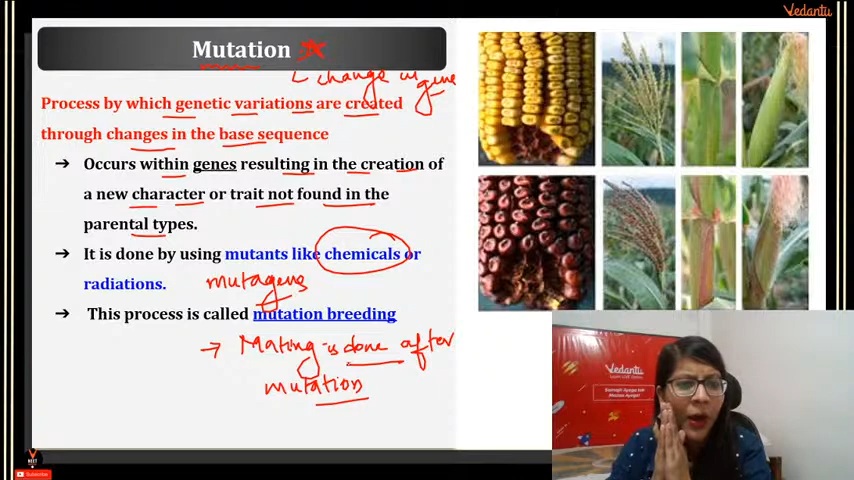 Vedantu
Mutation
L change in gene
Process by which genetic variations are created
through changes in the base sequence
➔ Occurs within genes resulting in the creation of
a new character or trait not found in the
parental types.
➔ It is done by using mutants like chemicals or
radiations.
mutagens
➔ This process is called mutation breeding
→ Mating is done after
mutation
Vedantu
NEET
Subscribe